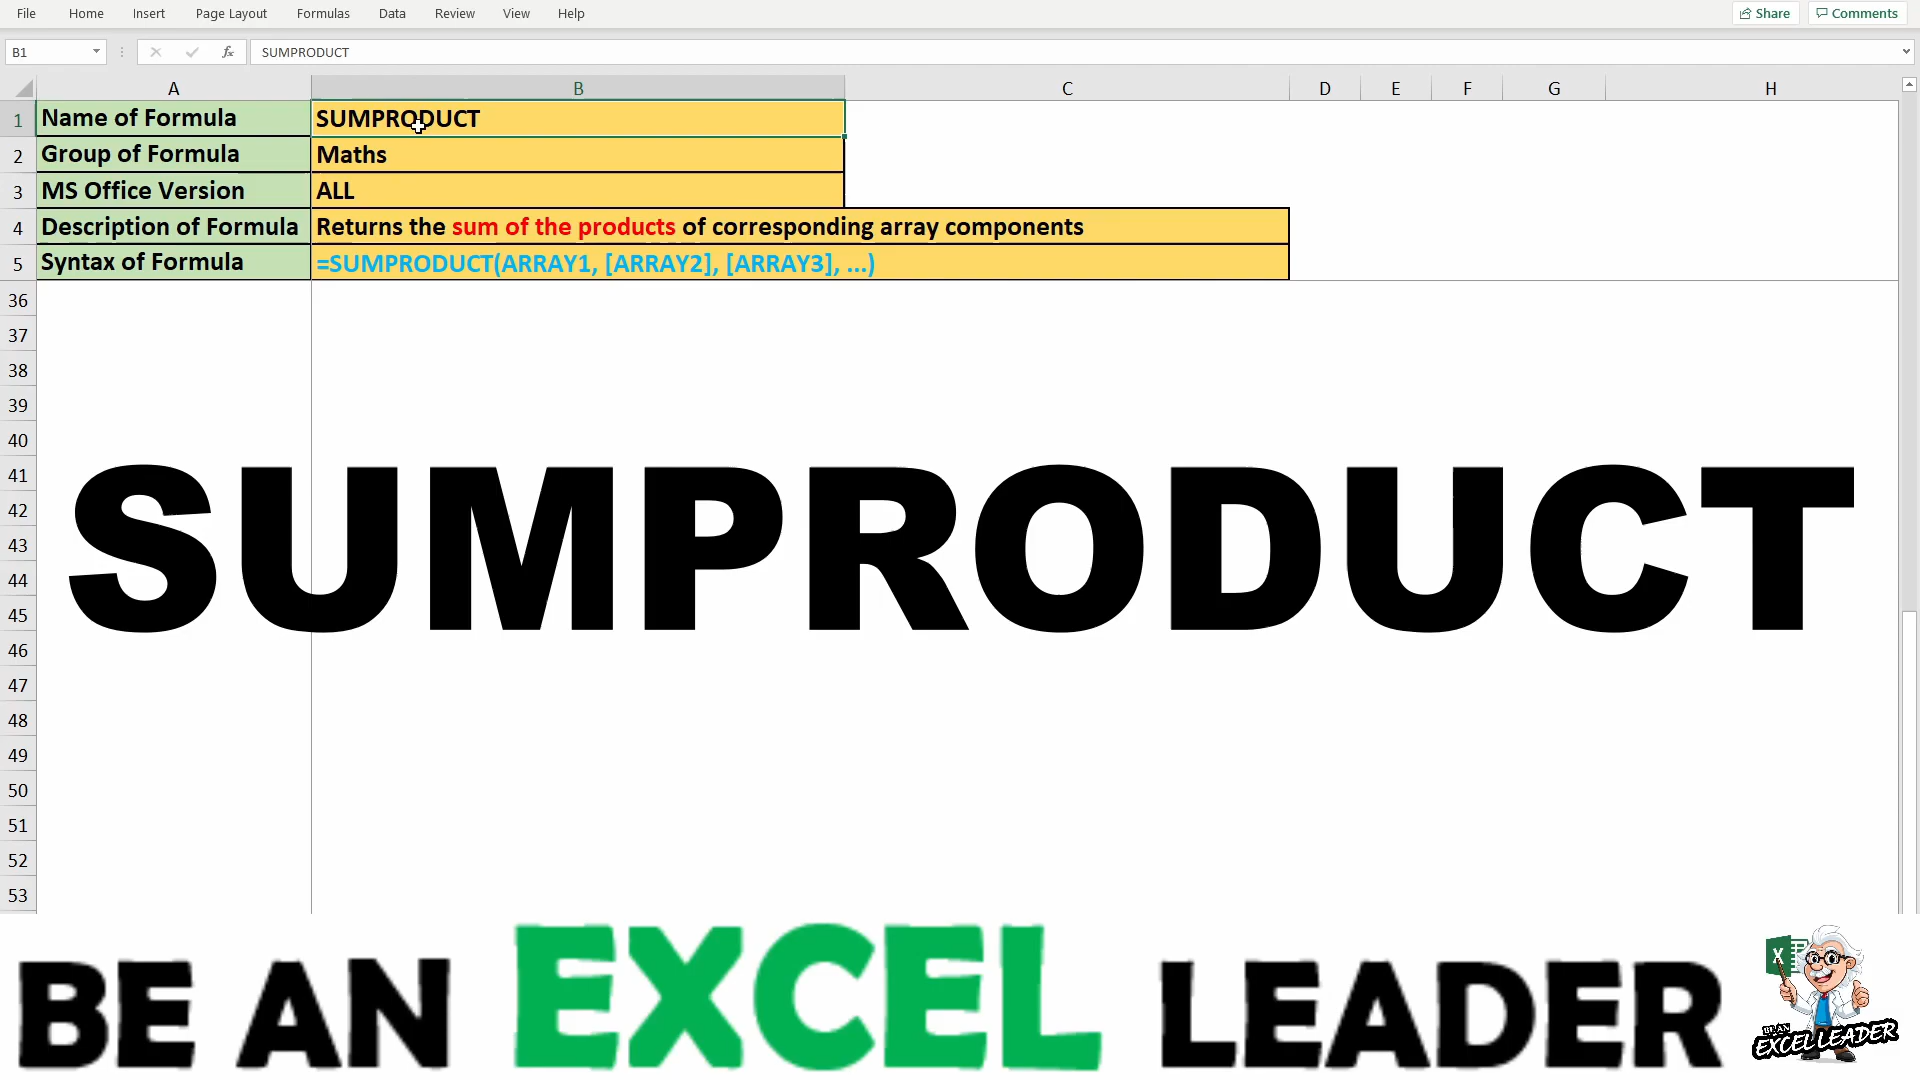 File Home Insert Page Layout Formulas Data Review View Help Share Comments
B1 fx SUMPRODUCT
A B C D E F G H
1 Name of Formula SUMPRODUCT
2 Group of Formula Maths
3 MS Office Version ALL
4 Description of Formula Returns the sum of the products of corresponding array components
5 Syntax of Formula =SUMPRODUCT(ARRAY1, [ARRAY2], [ARRAY3], ...)
36
37
38
39
40
41
42
43
44
45
46
47
48
49
50
51
52
53
SUMPRODUCT
BE AN EXCEL LEADER
X
BE AN
EXCEL LEADER